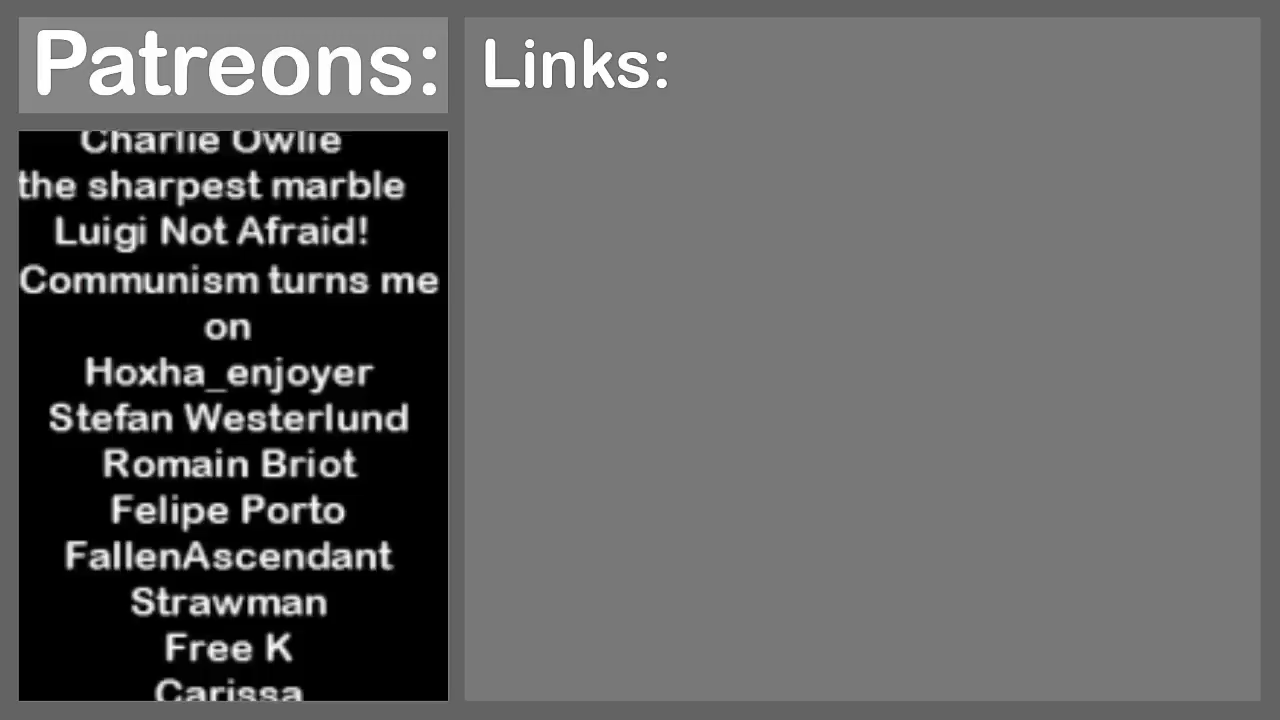 Patreons:
Links:
Charlie Owlie
the sharpest marble
Luigi Not Afraid!
Communism turns me
on
Hoxha_enjoyer
Stefan Westerlund
Romain Briot
Felipe Porto
FallenAscendant
Strawman
Free K
Carissa